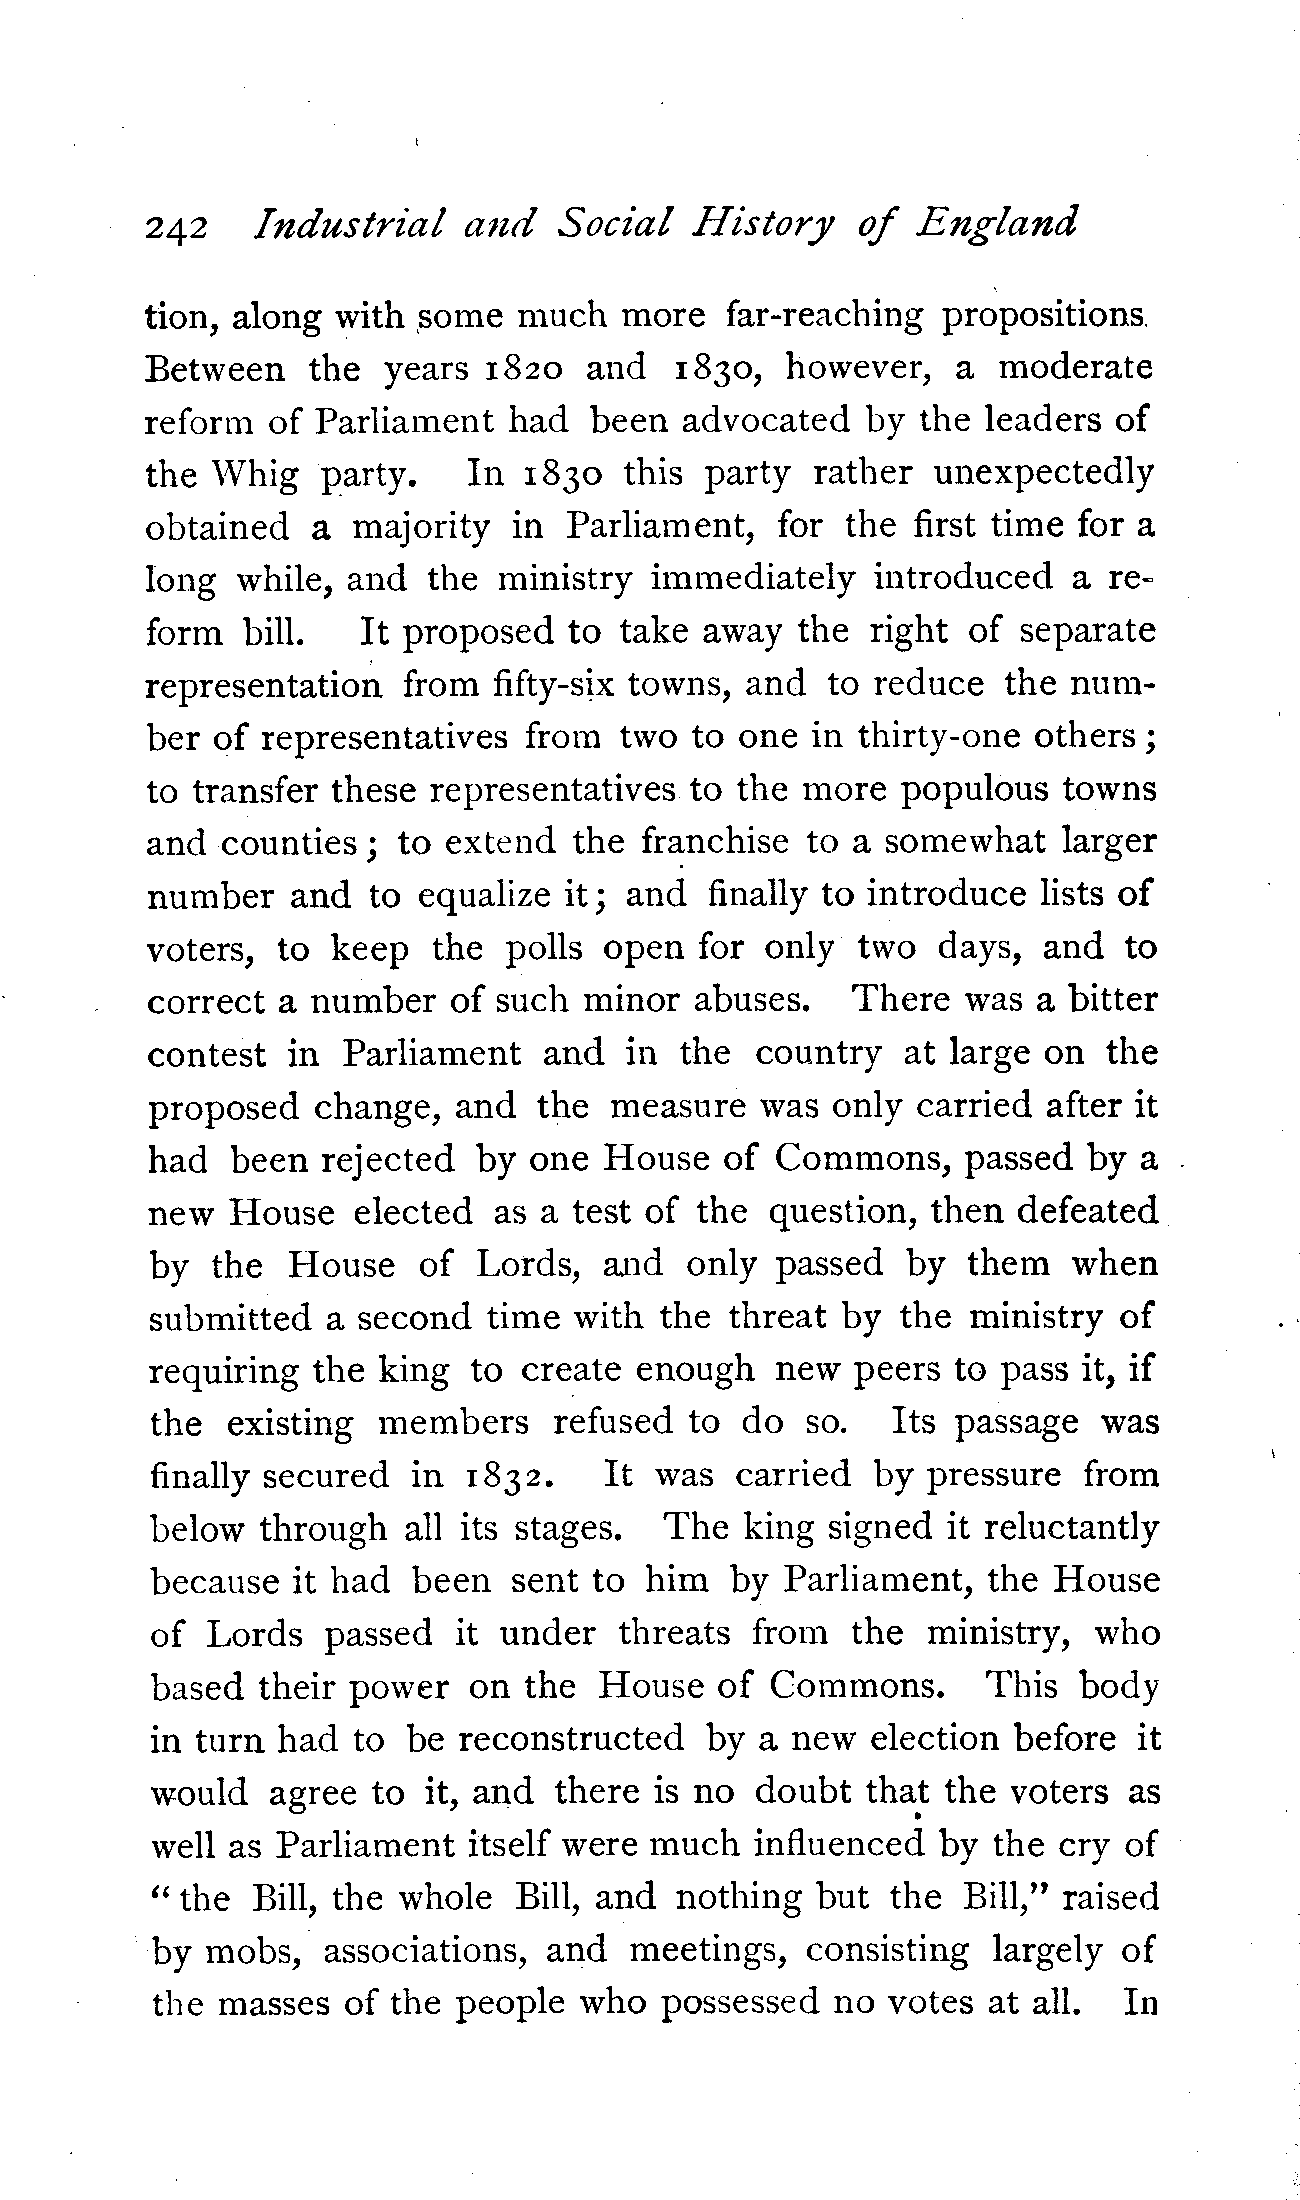 242 Industrial and Social History of England
tion, along with some much more far-reaching propositions.
Between the years 1820 and 1830, however, a moderate
reform of Parliament had been advocated by the leaders of
the Whig party. In 1830 this party rather unexpectedly
obtained a majority in Parliament, for the first time for a
long while, and the ministry immediately introduced a re-
form bill. It proposed to take away the right of separate
representation from fifty-six towns, and to reduce the num-
ber of representatives from two to one in thirty-one others;
to transfer these representatives to the more populous towns
and counties; to extend the franchise to a somewhat larger
number and to equalize it; and finally to introduce lists of
voters, to keep the polls open for only two days, and to
correct a number of such minor abuses. There was a bitter
contest in Parliament and in the country at large on the
proposed change, and the measure was only carried after it
had been rejected by one House of Commons, passed by a
new House elected as a test of the question, then defeated
by the House of Lords, and only passed by them when
submitted a second time with the threat by the ministry of
requiring the king to create enough new peers to pass it, if
the existing members refused to do so. Its passage was
finally secured in 1832. It was carried by pressure from
below through all its stages. The king signed it reluctantly
because it had been sent to him by Parliament, the House
of Lords passed it under threats from the ministry, who
based their power on the House of Commons. This body
in turn had to be reconstructed by a new election before it
would agree to it, and there is no doubt that the voters as
well as Parliament itself were much influenced by the cry of
"the Bill, the whole Bill, and nothing but the Bill," raised
by mobs, associations, and meetings, consisting largely of
the masses of the people who possessed no votes at all. In